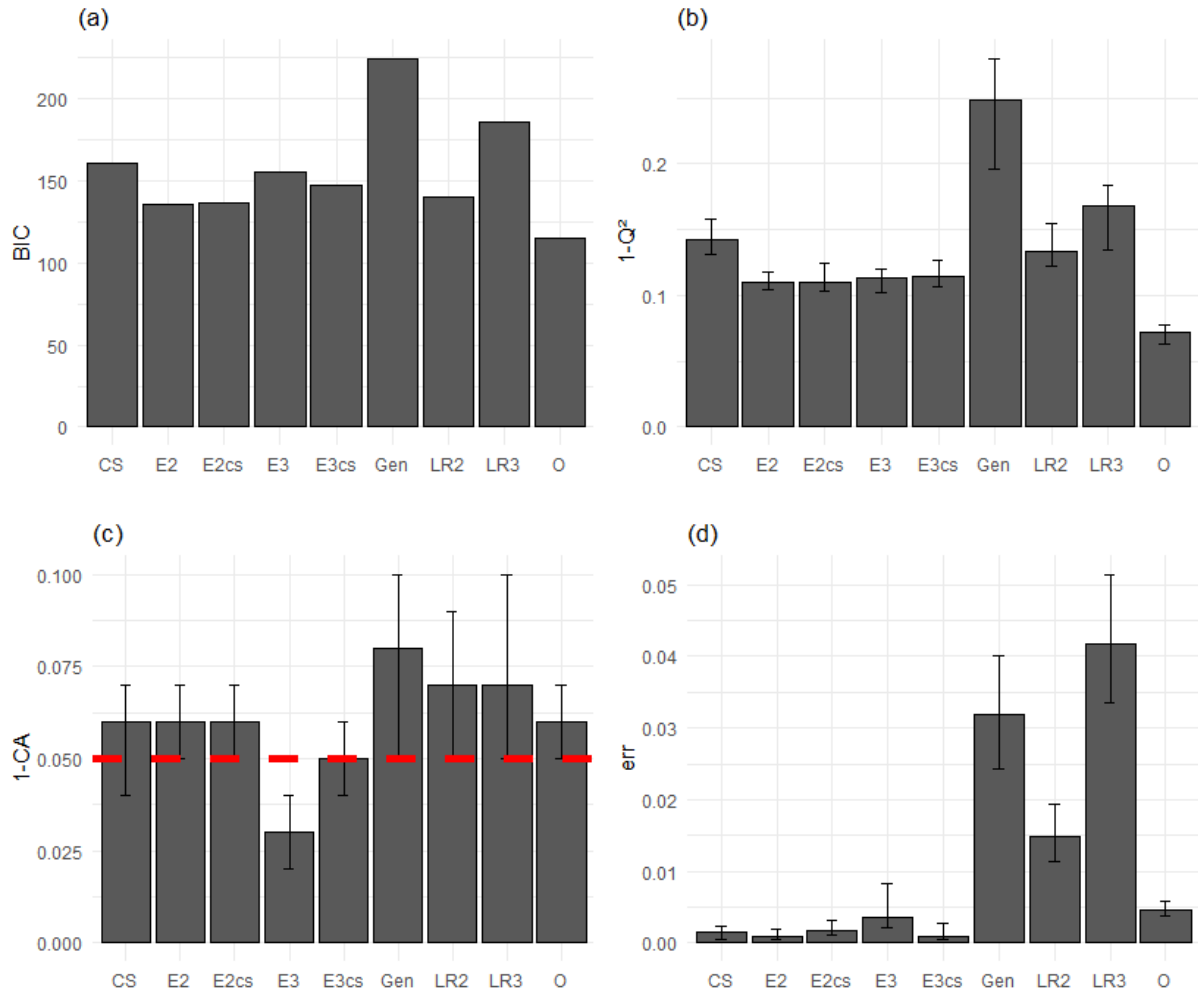 (a)
BIC
200
150
100
50
0
CS E2 E2cs E3 E3cs Gen LR2 LR3 O
(b)
1-Q²
0.2
0.1
0.0
CS E2 E2cs E3 E3cs Gen LR2 LR3 O
(c)
1-CA
0.100
0.075
0.050
0.025
0.000
CS E2 E2cs E3 E3cs Gen LR2 LR3 O
(d)
err
0.05
0.04
0.03
0.02
0.01
0.00
CS E2 E2cs E3 E3cs Gen LR2 LR3 O